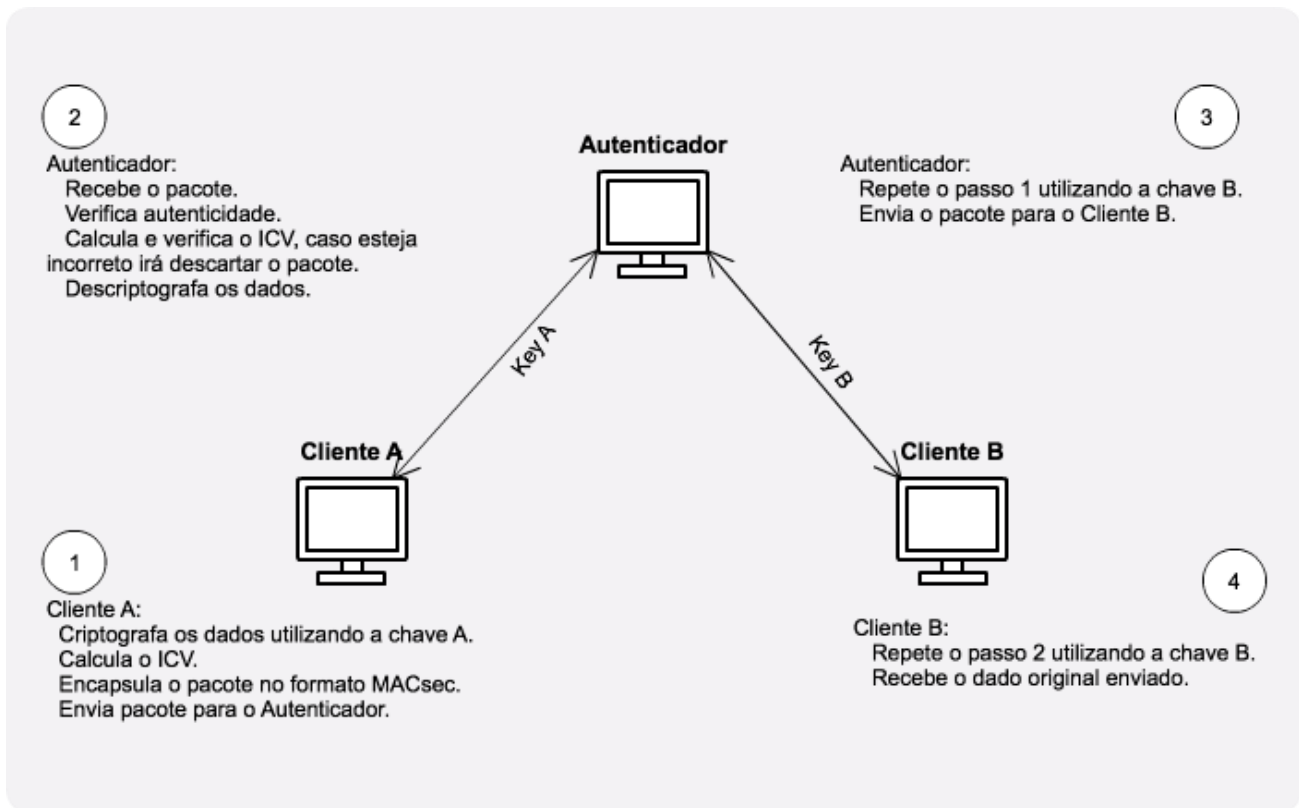 2
Autenticador:
Recebe o pacote.
Verifica autenticidade.
Calcula e verifica o ICV, caso esteja
incorreto irá descartar o pacote.
Descriptografa os dados.
Autenticador
3
Autenticador:
Repete o passo 1 utilizando a chave B.
Envia o pacote para o Cliente B.
Key A
Key B
Cliente A
Cliente B
1
Cliente A:
Criptografa os dados utilizando a chave A.
Calcula o ICV.
Encapsula o pacote no formato MACsec.
Envia pacote para o Autenticador.
4
Cliente B:
Repete o passo 2 utilizando a chave B.
Recebe o dado original enviado.